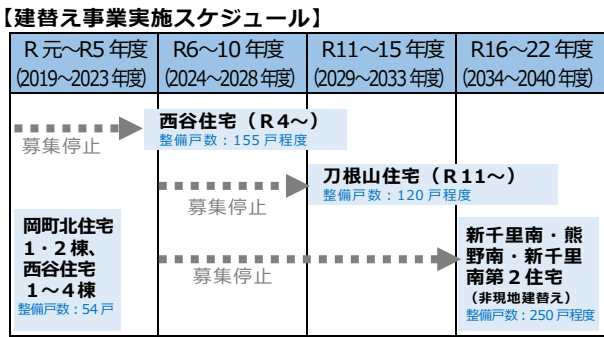 【建替え事業実施スケジュール】
R元～R5年度 R6～10年度 R11～15年度 R16～22年度
(2019～2023年度) (2024～2028年度) (2029～2033年度) (2034～2040年度)
西谷住宅（R4～）
整備戸数：155戸程度
募集停止
刀根山住宅（R11～）
整備戸数：120戸程度
募集停止
岡町北住宅
1・2棟、
西谷住宅
1～4棟
整備戸数：54戸
募集停止
新千里南・熊
野南・新千里
南第2住宅
（非現地建替え）
整備戸数：250戸程度